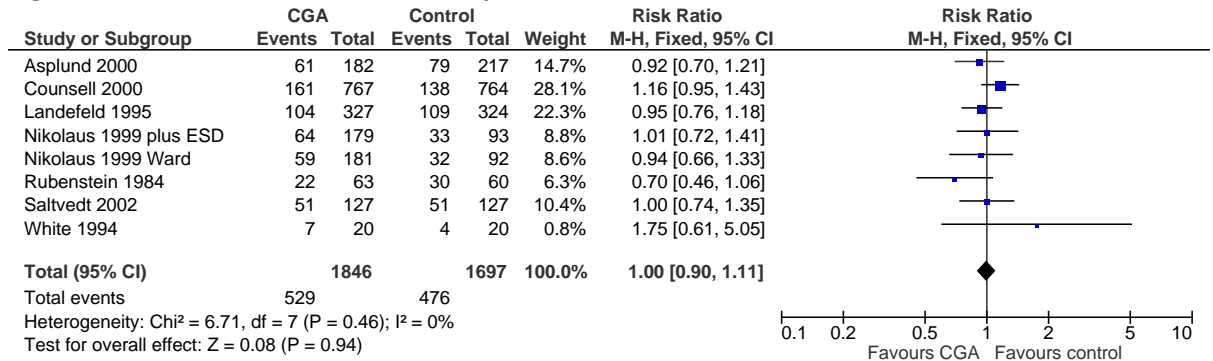 CGA Control Risk Ratio Risk Ratio
Study or Subgroup Events Total Events Total Weight M-H, Fixed, 95% CI M-H, Fixed, 95% CI
Asplund 2000 61 182 79 217 14.7% 0.92 [0.70, 1.21]
Counsell 2000 161 767 138 764 28.1% 1.16 [0.95, 1.43]
Landefeld 1995 104 327 109 324 22.3% 0.95 [0.76, 1.18]
Nikolaus 1999 plus ESD 64 179 33 93 8.8% 1.01 [0.72, 1.41]
Nikolaus 1999 Ward 59 181 32 92 8.6% 0.94 [0.66, 1.33]
Rubenstein 1984 22 63 30 60 6.3% 0.70 [0.46, 1.06]
Saltvedt 2002 51 127 51 127 10.4% 1.00 [0.74, 1.35]
White 1994 7 20 4 20 0.8% 1.75 [0.61, 5.05]
Total (95% CI) 1846 1697 100.0% 1.00 [0.90, 1.11]
Total events 529 476
Heterogeneity: Chi² = 6.71, df = 7 (P = 0.46); I² = 0%
Test for overall effect: Z = 0.08 (P = 0.94)
0.1 0.2 0.5 1 2 5 10
Favours CGA Favours control